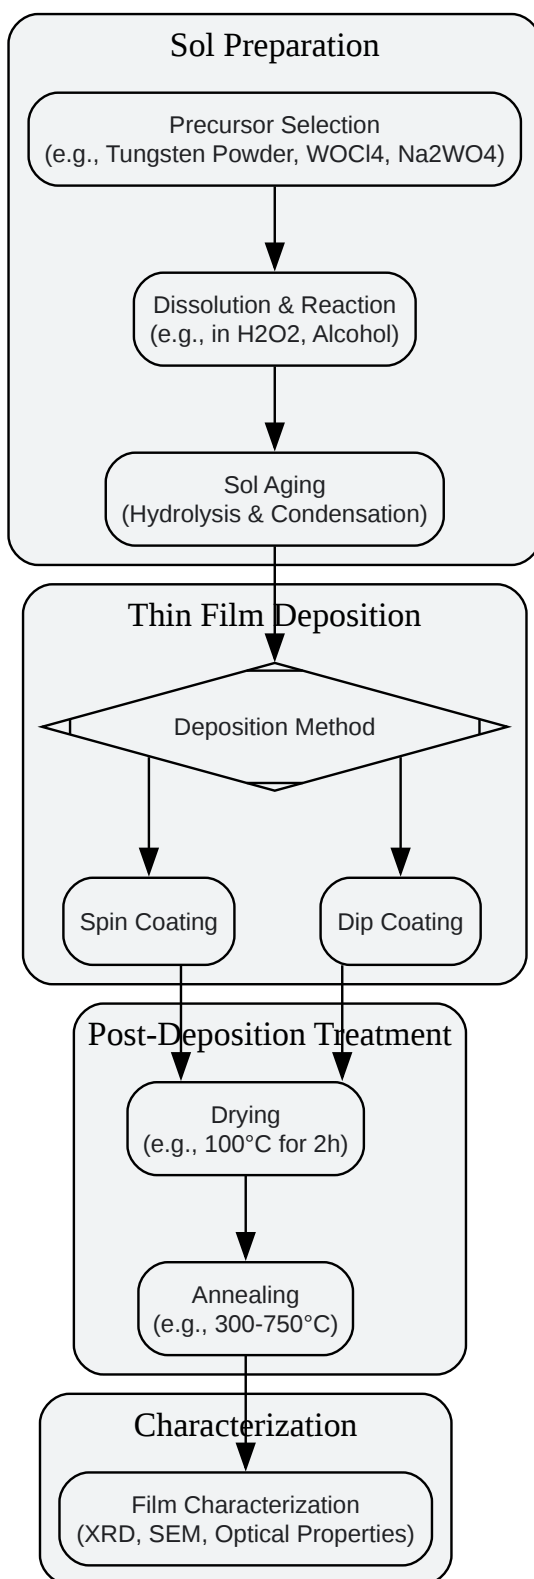 Sol Preparation
Precursor Selection
(e.g., Tungsten Powder, WOCl4, Na2WO4)
Dissolution & Reaction
(e.g., in H2O2, Alcohol)
Sol Aging
(Hydrolysis & Condensation)
Thin Film Deposition
Deposition Method
Spin Coating
Dip Coating
Post-Deposition Treatment
Drying
(e.g., 100°C for 2h)
Annealing
(e.g., 300-750°C)
Characterization
Film Characterization
(XRD, SEM, Optical Properties)